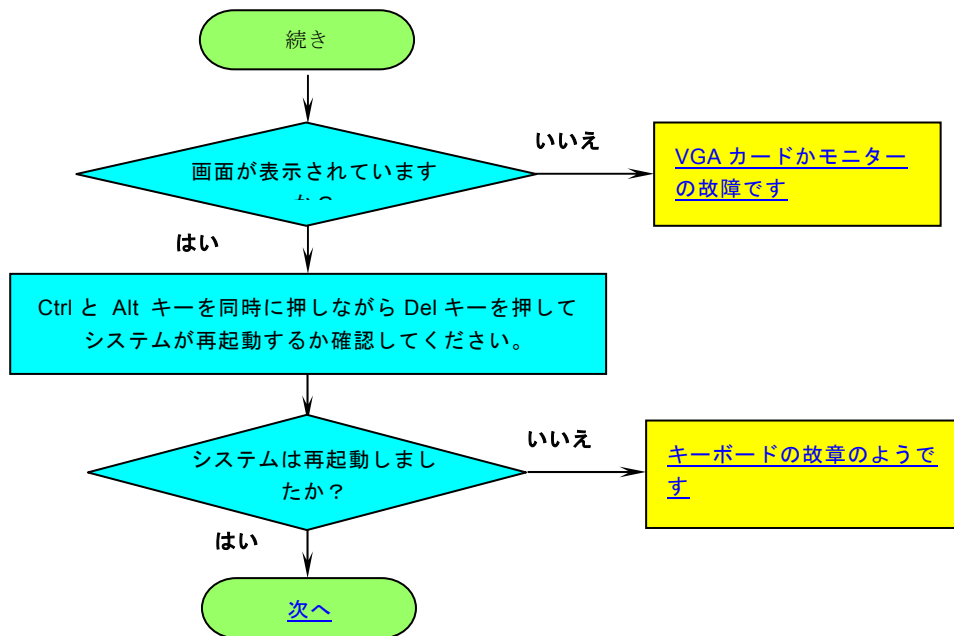 続き
画面が表示されています
か?
いいえ
VGA カードかモニター
の故障です
はい
Ctrl と Alt キーを同時に押しながら Del キーを押して
システムが再起動するか確認してください。
システムは再起動しまし
たか？
いいえ
キーボードの故章のようで
す
はい
次へ